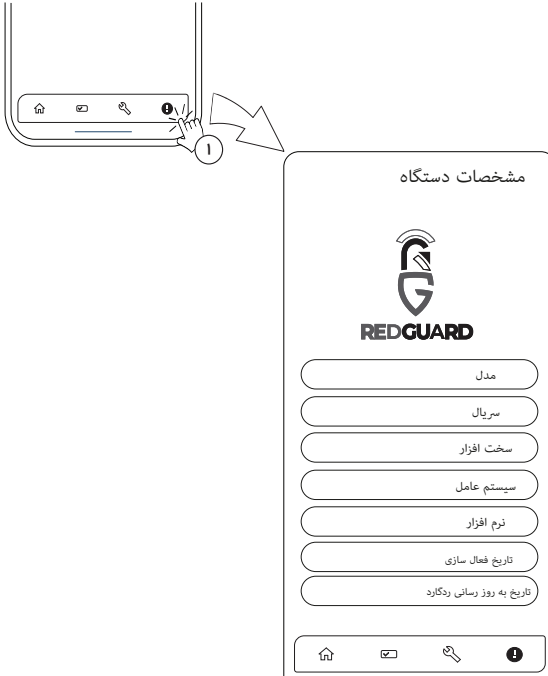 ۱
مشخصات دستگاه
REDGUARD
مدل
سریال
سخت افزار
سیستم عامل
نرم افزار
تاریخ فعال سازی
تاریخ به روز رسانی ردگارد